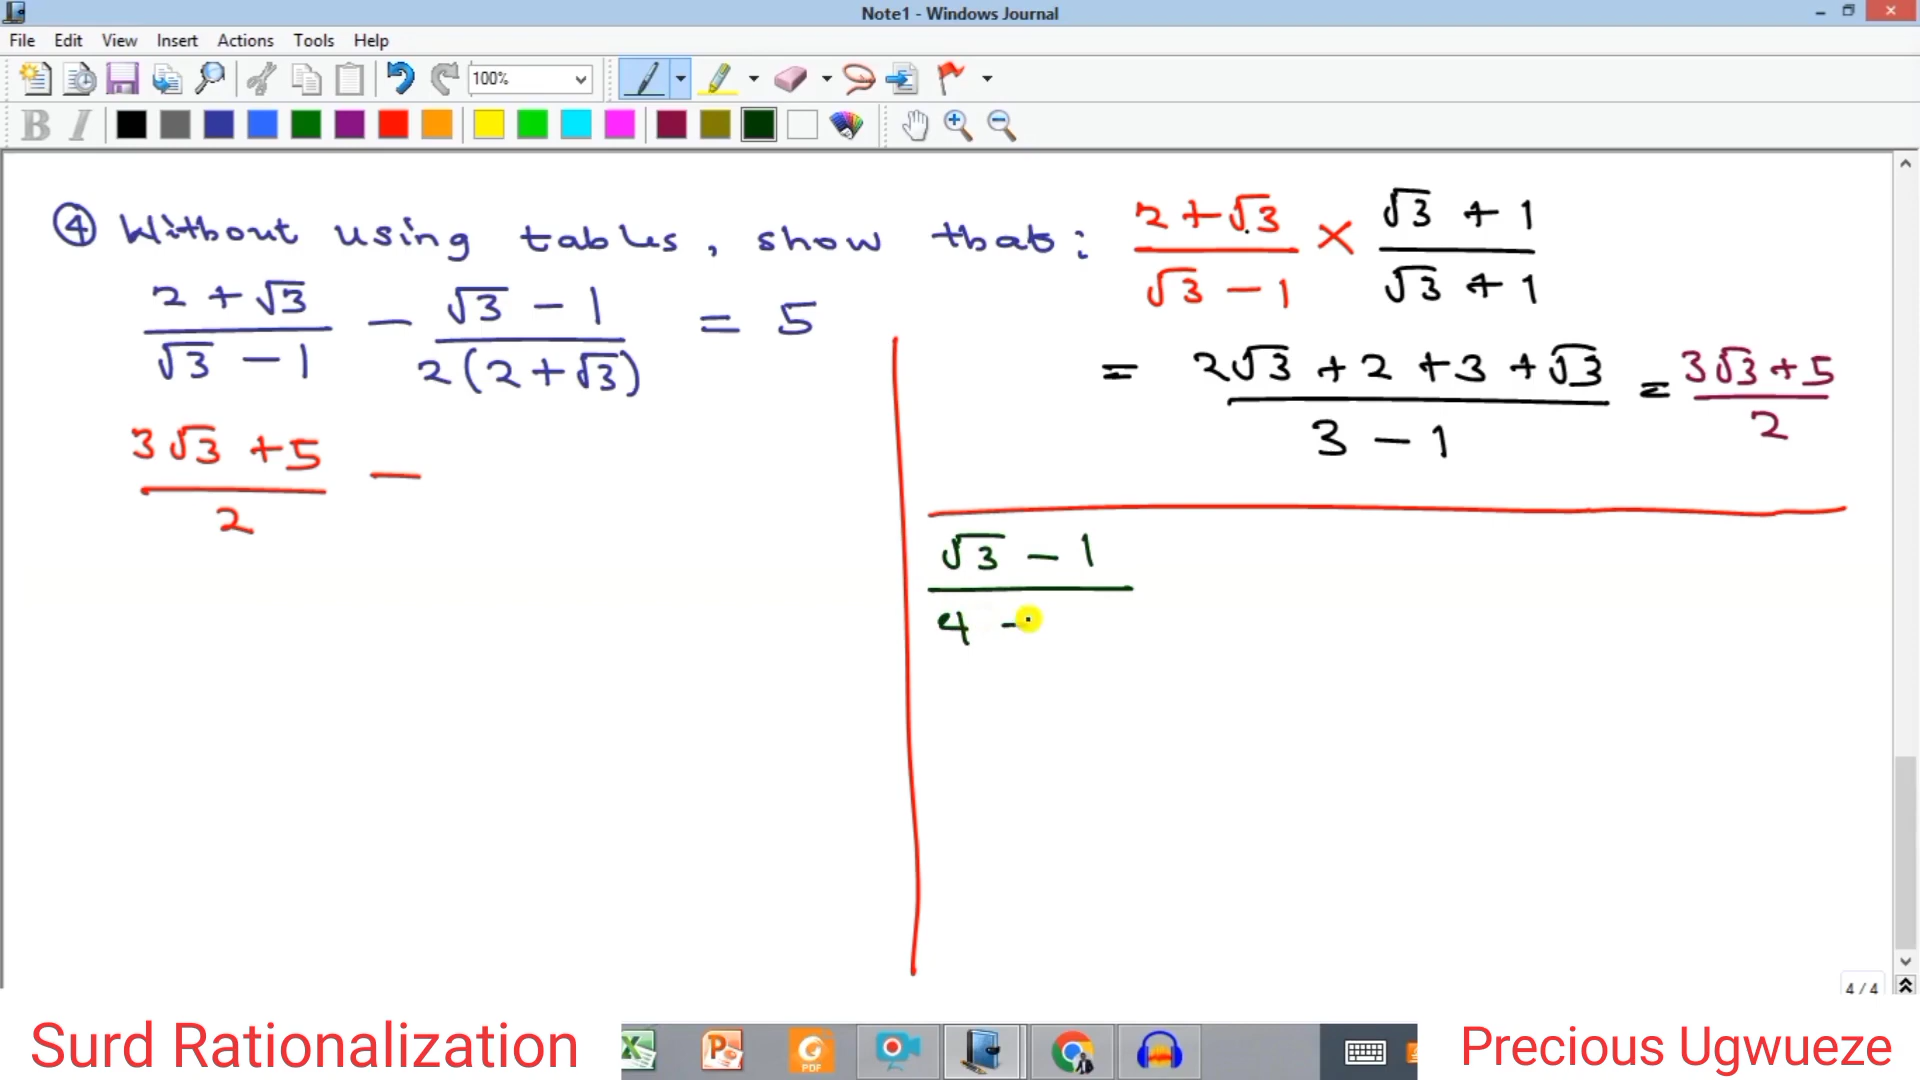 Note1 - Windows Journal
File Edit View Insert Actions Tools Help
100%
B I
④ Without using tables, show that:
(2 + √3)/(√3 - 1) - (√3 - 1)/(2(2 + √3)) = 5
(3√3 + 5)/2 -
(2 + √3)/(√3 - 1) × (√3 + 1)/(√3 + 1)
= (2√3 + 2 + 3 + √3)/(3 - 1) = (3√3 + 5)/2
(√3 - 1)/(4 -
4 / 4
Surd Rationalization
PDF
Precious Ugwueze